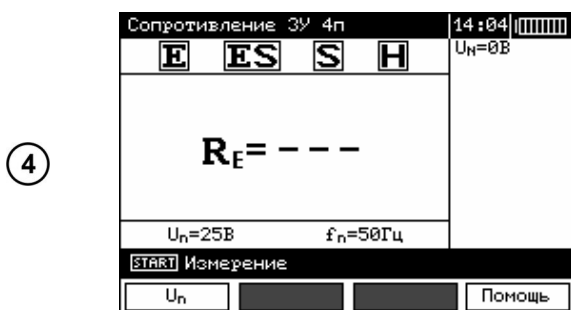 Сопротивление ЗУ 4п 14:04
E ES S H UN=0В
④ RE= – – –
Un=25В fn=50Гц
START Измерение
Un Помощь